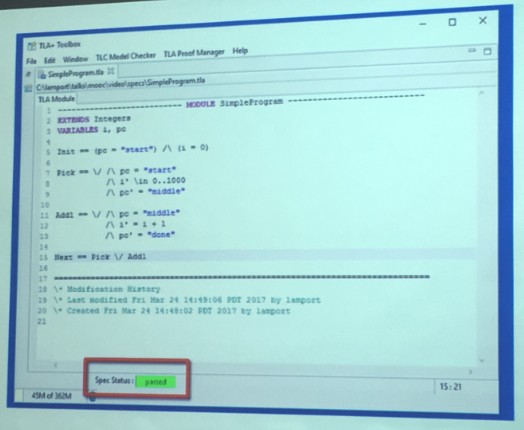 TLA+ Toolbox
File Edit Window TLC Model Checker TLA Proof Manager Help
SimpleProgram.tla
C:\lamport\talks\mooc\video\specs\SimpleProgram.tla
TLA Module
1 ---------------------------- MODULE SimpleProgram ----------------------------
2 EXTENDS Integers
3 VARIABLES i, pc
4
5 Init == (pc = "start") /\ (i = 0)
6
7 Pick == \/ /\ pc = "start"
8 /\ i' \in 0..1000
9 /\ pc' = "middle"
10
11 Add1 == \/ /\ pc = "middle"
12 /\ i' = i + 1
13 /\ pc' = "done"
14
15 Next == Pick \/ Add1
16
17 =============================================================================
18 \* Modification History
19 \* Last modified Fri Mar 24 14:49:06 PDT 2017 by lamport
20 \* Created Fri Mar 24 14:48:02 PDT 2017 by lamport
21
Spec Status : parsed
15 : 21
45M of 362M